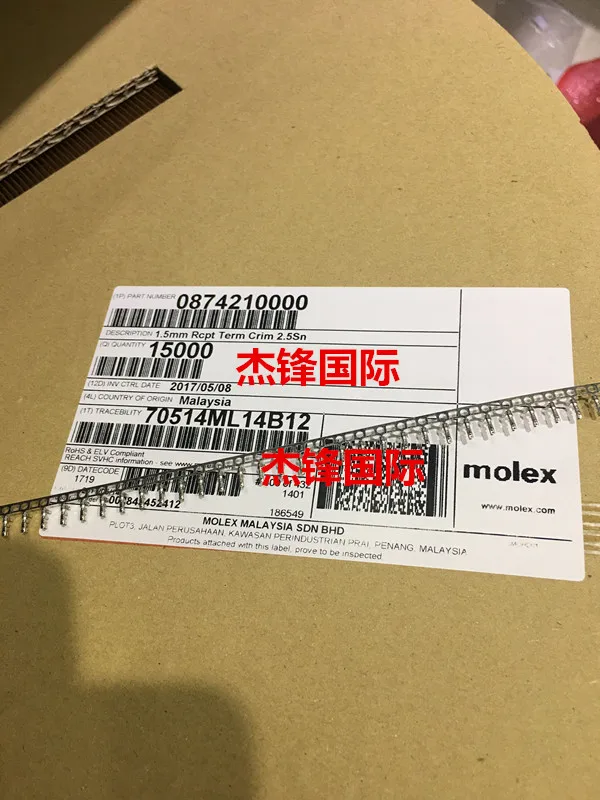 (1P) PART NUMBER 0874210000
DESCRIPTION 1.5mm Rcpt Term Crim 2.5Sn
(Q) QUANTITY 15000
杰锋国际
(12D) INV CTRL DATE 2017/05/08
(4L) COUNTRY OF ORIGIN Malaysia
(1T) TRACEBILITY 70514ML14B12
RoHS & ELV Compliant
REACH SVHC information - see www.
杰锋国际
(9D) DATECODE
1719
1401
186549
molex
www.molex.com
MOLEX MALAYSIA SDN BHD
PLOT3, JALAN PERUSAHAAN, KAWASAN PERINDUSTRIAN PRAI, PENANG, MALAYSIA
Products attached with this label, prove to be inspected